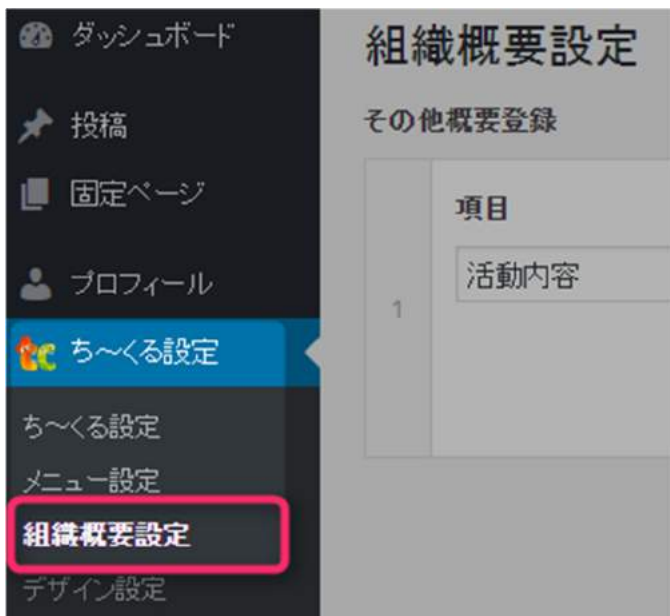 ダッシュボード
投稿
固定ページ
プロフィール
tc ち～くる設定
ち～くる設定
メニュー設定
組織概要設定
デザイン設定
組織概要設定
その他概要登録
項目
1
活動内容